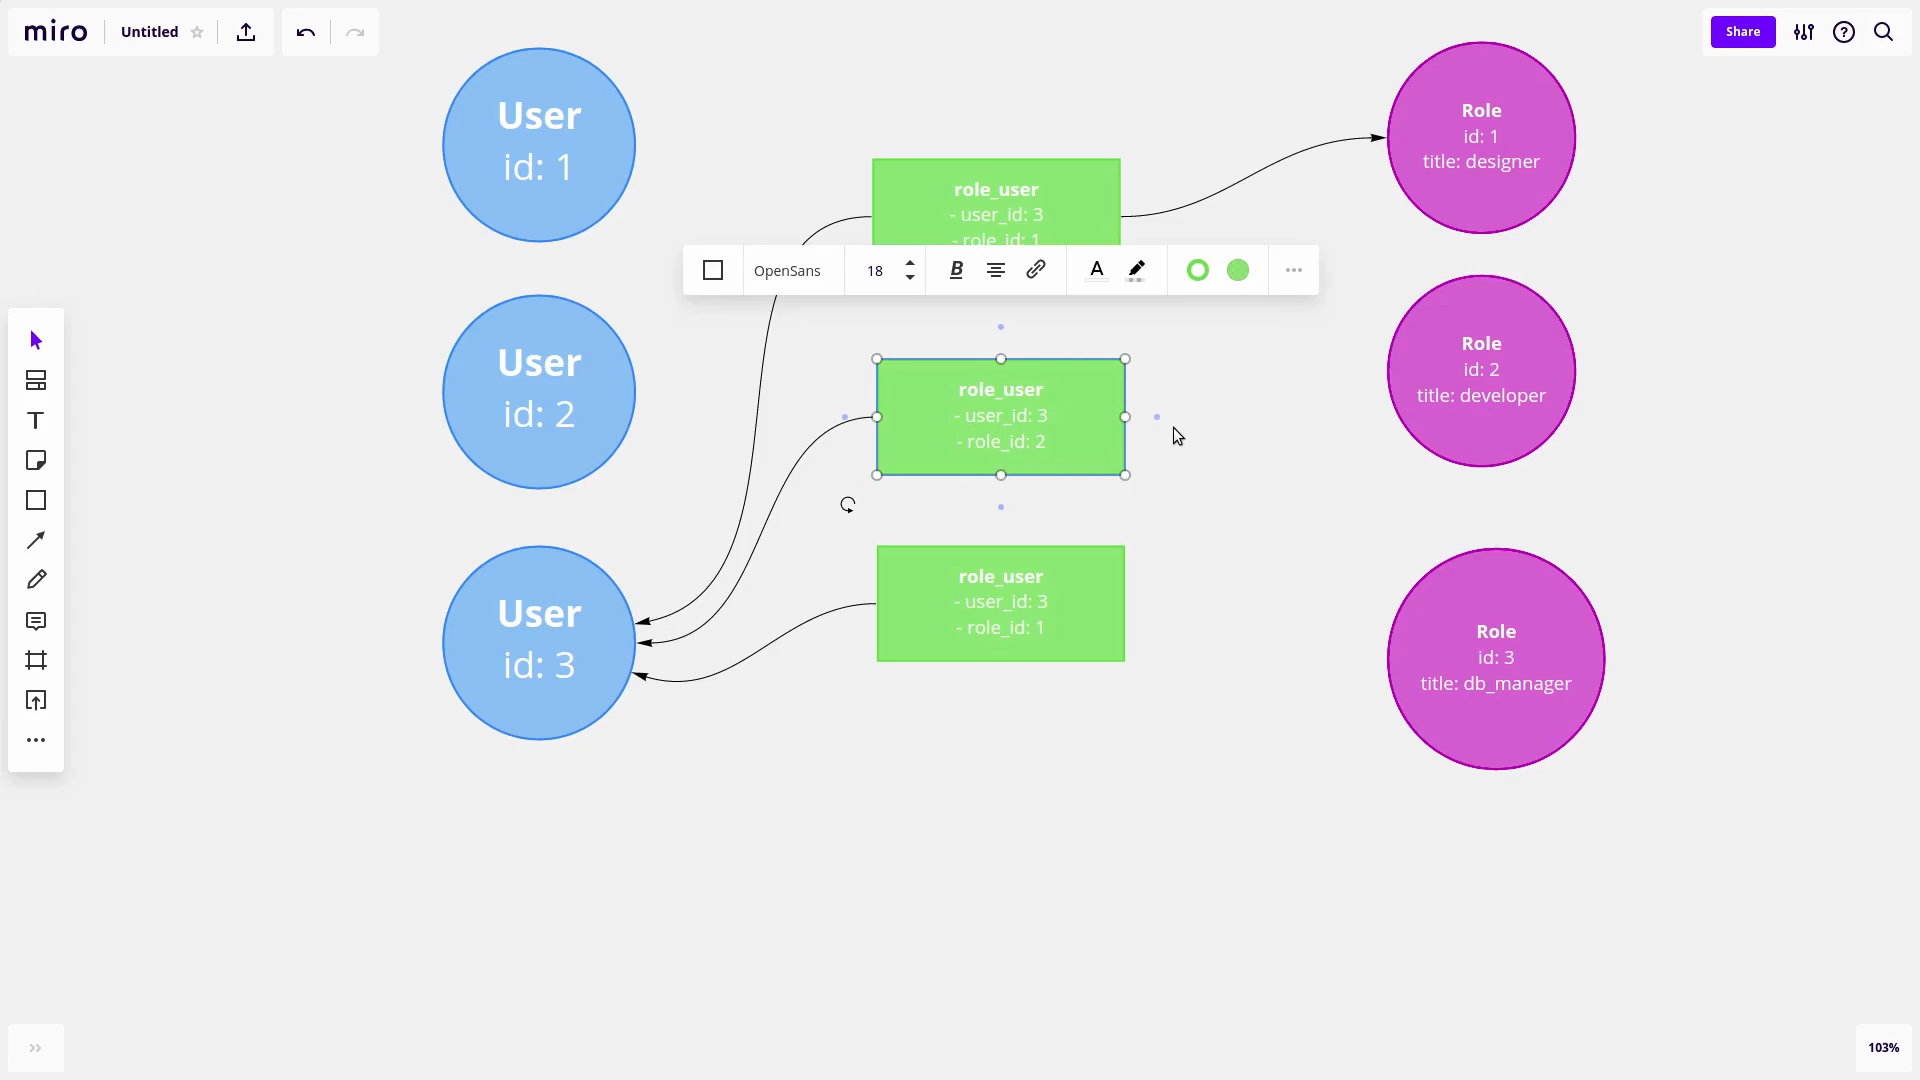 miro
Untitled
Share
User
id: 1
Role
id: 1
title: designer
role_user
- user_id: 3
- role_id: 1
OpenSans
18
B
A
User
id: 2
Role
id: 2
title: developer
role_user
- user_id: 3
- role_id: 2
T
User
id: 3
role_user
- user_id: 3
- role_id: 1
Role
id: 3
title: db_manager
103%